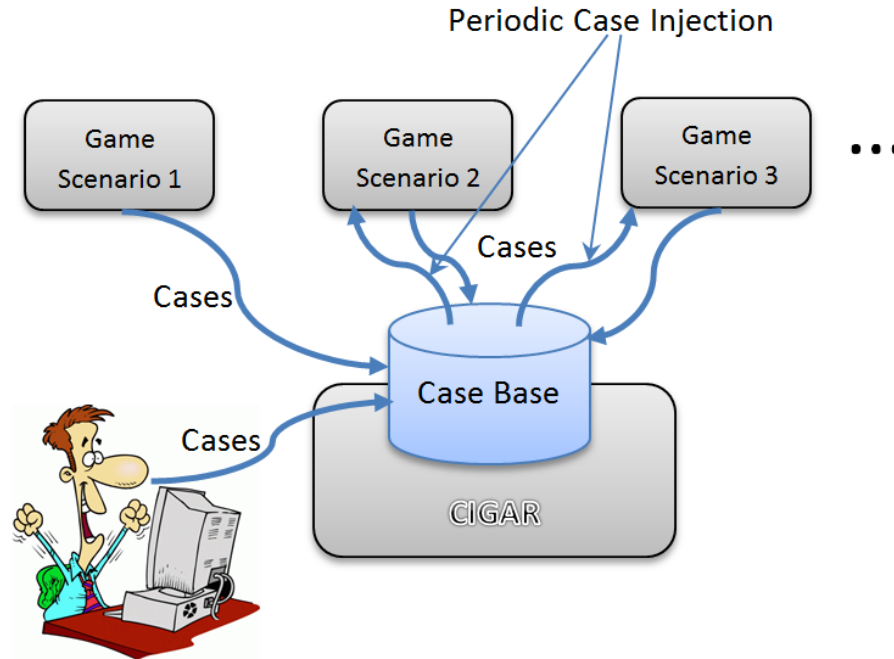 Periodic Case Injection
Game
Scenario 1
Game
Scenario 2
Game
Scenario 3
...
Cases
Cases
Case Base
Cases
CIGAR